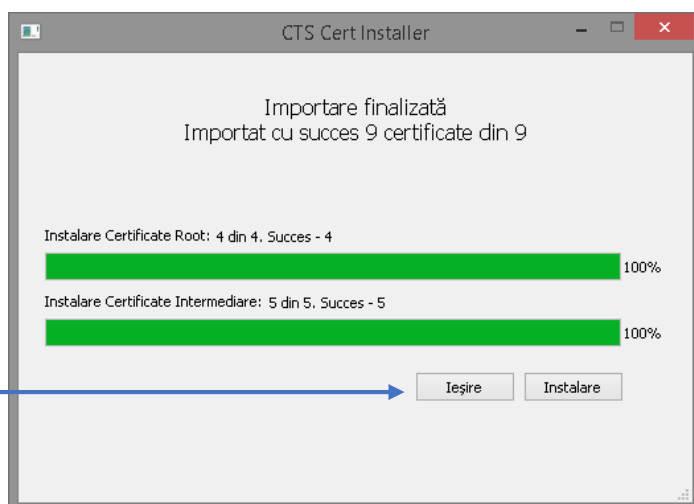 CTS Cert Installer
Importare finalizată
Importat cu succes 9 certificate din 9
Instalare Certificate Root: 4 din 4. Succes - 4
100%
Instalare Certificate Intermediare: 5 din 5. Succes - 5
100%
Ieșire Instalare